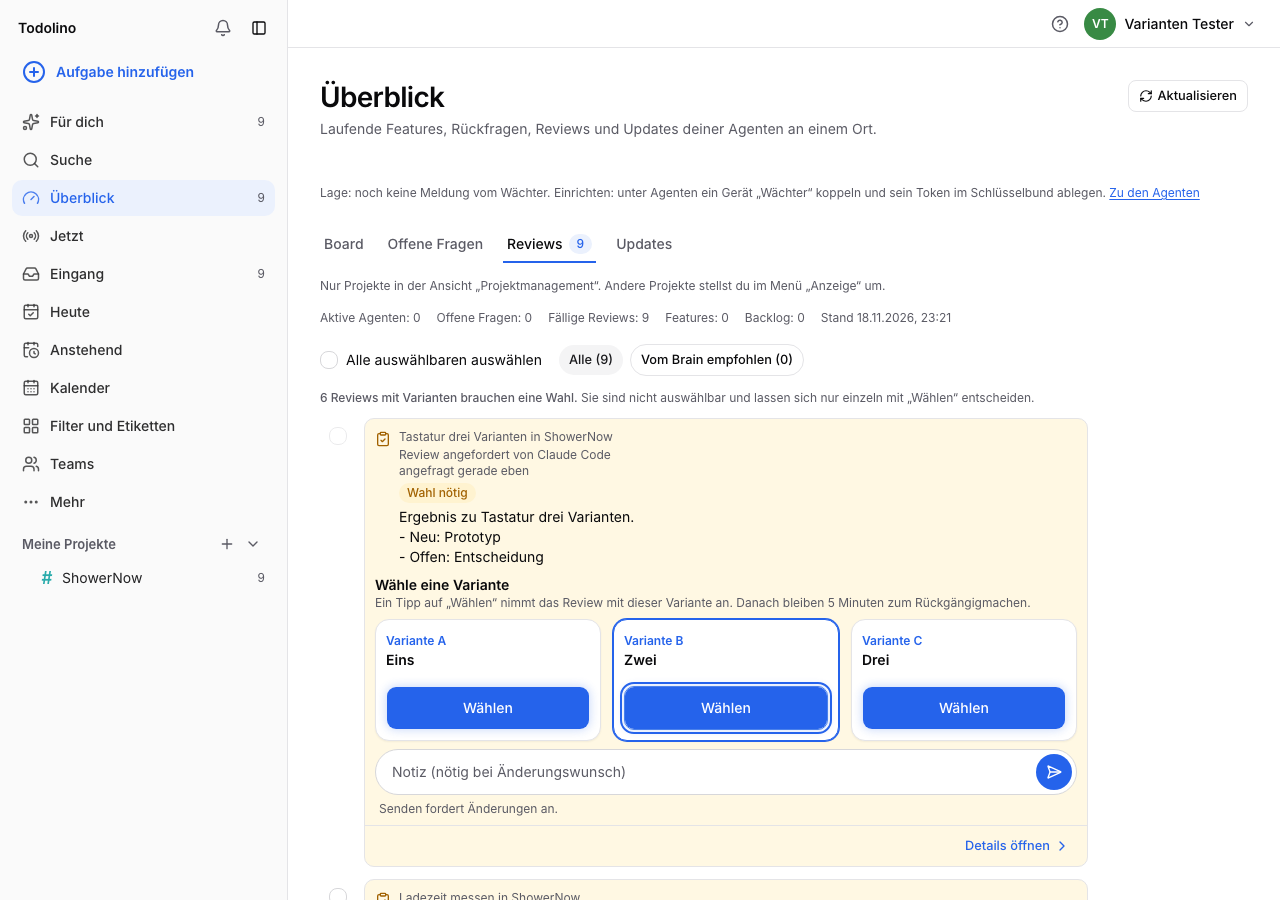 Todolino
Aufgabe hinzufügen
Für dich 9
Suche
Überblick 9
Jetzt
Eingang 9
Heute
Anstehend
Kalender
Filter und Etiketten
Teams
Mehr
Meine Projekte
# ShowerNow 9
VT Varianten Tester
Überblick
Aktualisieren
Laufende Features, Rückfragen, Reviews und Updates deiner Agenten an einem Ort.
Lage: noch keine Meldung vom Wächter. Einrichten: unter Agenten ein Gerät „Wächter“ koppeln und sein Token im Schlüsselbund ablegen. Zu den Agenten
Board Offene Fragen Reviews 9 Updates
Nur Projekte in der Ansicht „Projektmanagement“. Andere Projekte stellst du im Menü „Anzeige“ um.
Aktive Agenten: 0 Offene Fragen: 0 Fällige Reviews: 9 Features: 0 Backlog: 0 Stand 18.11.2026, 23:21
Alle auswählbaren auswählen Alle (9) Vom Brain empfohlen (0)
6 Reviews mit Varianten brauchen eine Wahl. Sie sind nicht auswählbar und lassen sich nur einzeln mit „Wählen“ entscheiden.
Tastatur drei Varianten in ShowerNow
Review angefordert von Claude Code
angefragt gerade eben
Wahl nötig
Ergebnis zu Tastatur drei Varianten.
- Neu: Prototyp
- Offen: Entscheidung
Wähle eine Variante
Ein Tipp auf „Wählen“ nimmt das Review mit dieser Variante an. Danach bleiben 5 Minuten zum Rückgängigmachen.
Variante A
Eins
Wählen
Variante B
Zwei
Wählen
Variante C
Drei
Wählen
Notiz (nötig bei Änderungswunsch)
Senden fordert Änderungen an.
Details öffnen
Ladezeit messen in ShowerNow